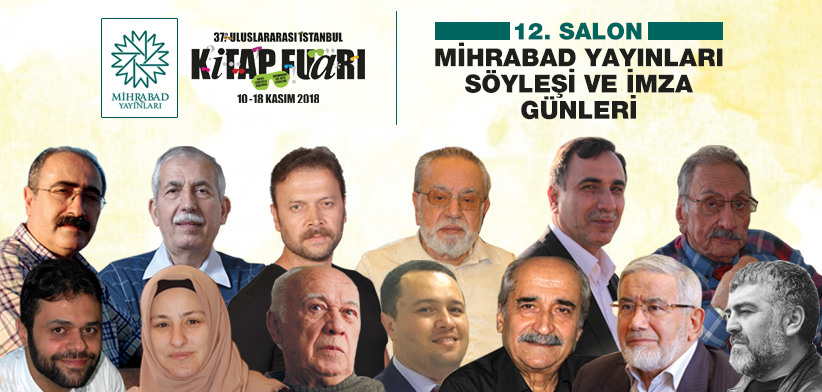 MİHRABAD
YAYINLARI
37. ULUSLARARASI İSTANBUL
KİTAP FUARI
10-18 KASIM 2018
12. SALON
MİHRABAD YAYINLARI
SÖYLEŞİ VE İMZA
GÜNLERİ